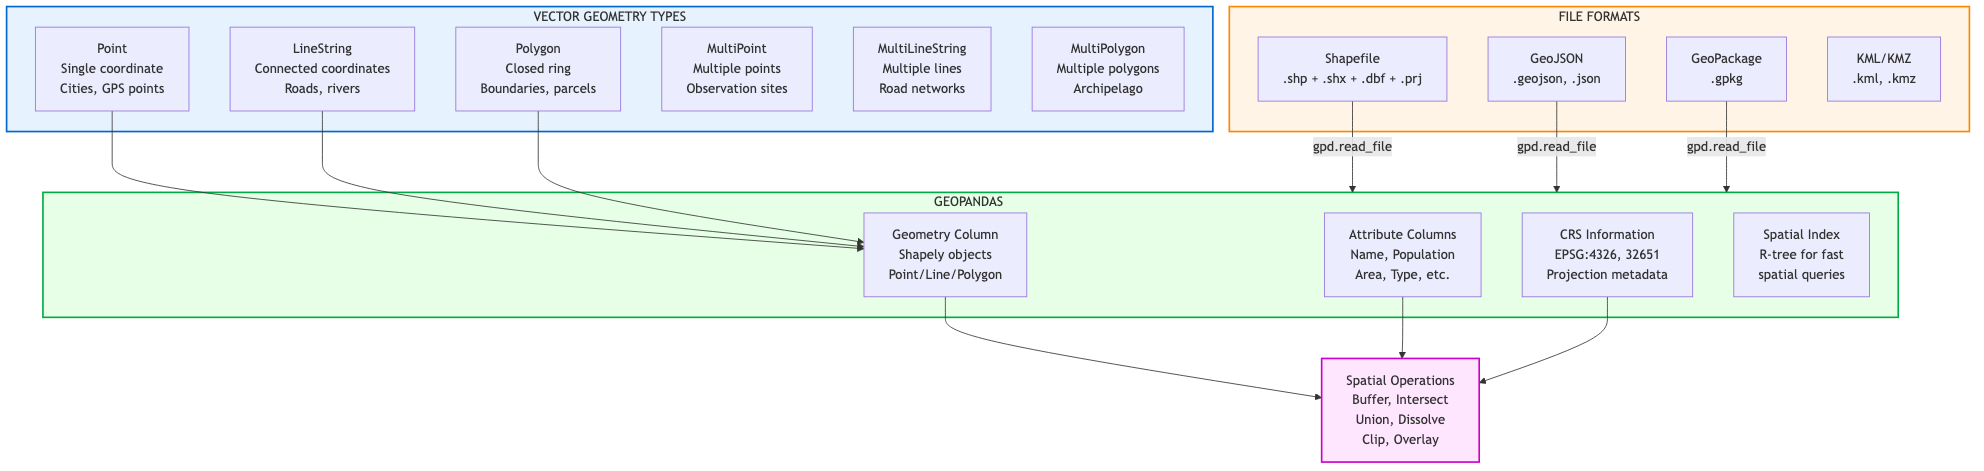 VECTOR GEOMETRY TYPES
Point
Single coordinate
Cities, GPS points
LineString
Connected coordinates
Roads, rivers
Polygon
Closed ring
Boundaries, parcels
MultiPoint
Multiple points
Observation sites
MultiLineString
Multiple lines
Road networks
MultiPolygon
Multiple polygons
Archipelago
FILE FORMATS
Shapefile
.shp + .shx + .dbf + .prj
GeoJSON
.geojson, .json
GeoPackage
.gpkg
KML/KMZ
.kml, .kmz
gpd.read_file
gpd.read_file
gpd.read_file
GEOPANDAS
Geometry Column
Shapely objects
Point/Line/Polygon
Attribute Columns
Name, Population
Area, Type, etc.
CRS Information
EPSG:4326, 32651
Projection metadata
Spatial Index
R-tree for fast
spatial queries
Spatial Operations
Buffer, Intersect
Union, Dissolve
Clip, Overlay